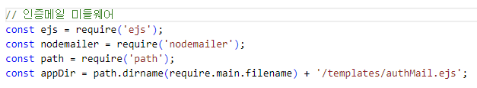 // 인증메일 미들웨어
const ejs = require('ejs');
const nodemailer = require('nodemailer');
const path = require('path');
const appDir = path.dirname(require.main.filename) + '/templates/authMail.ejs';